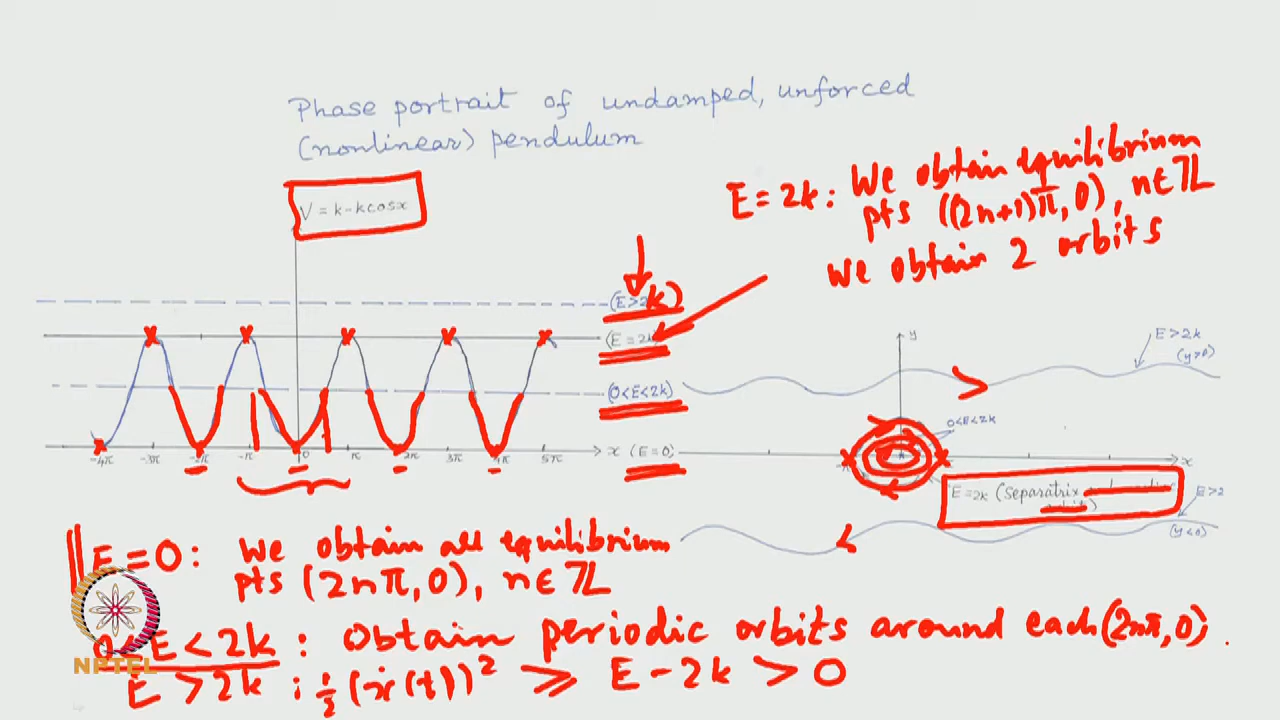 Phase portrait of undamped, unforced
(nonlinear) pendulum
E = 2k : We obtain equilibrium
pts ((2n+1)π, 0), n∈ℤ
We obtain 2 orbits
V = k-kcosx
(E>2k)
(E=2k)
(0<E<2k)
x (E=0)
-4π -3π -2π -π 0 π 2π 3π 4π 5π
y
E>2k
(y>0)
0<E<2k
x
E=2k (Separatrix
orbit)
E>2
(y<0)
E=0: We obtain all equilibrium
pts (2nπ, 0), n∈ℤ
0<E<2k : Obtain periodic orbits around each (2nπ, 0).
E>2k ; ½(ẋ(t))² ≥ E-2k > 0
NPTEL